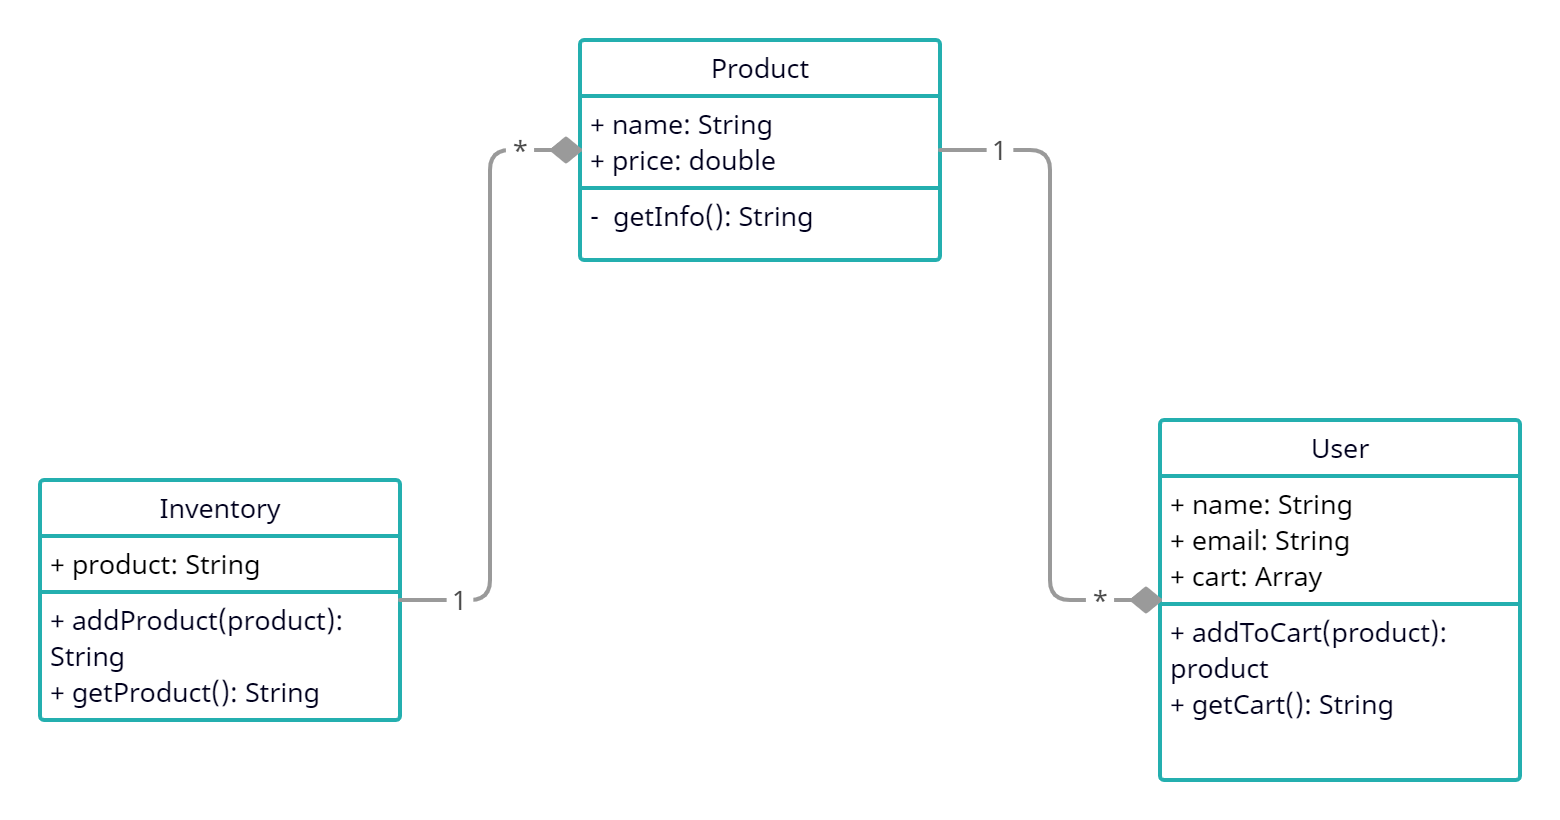 Product
+ name: String
+ price: double
- getInfo(): String
*
1
Inventory
+ product: String
+ addProduct(product):
String
+ getProduct(): String
1
User
+ name: String
+ email: String
+ cart: Array
+ addToCart(product):
product
+ getCart(): String
*